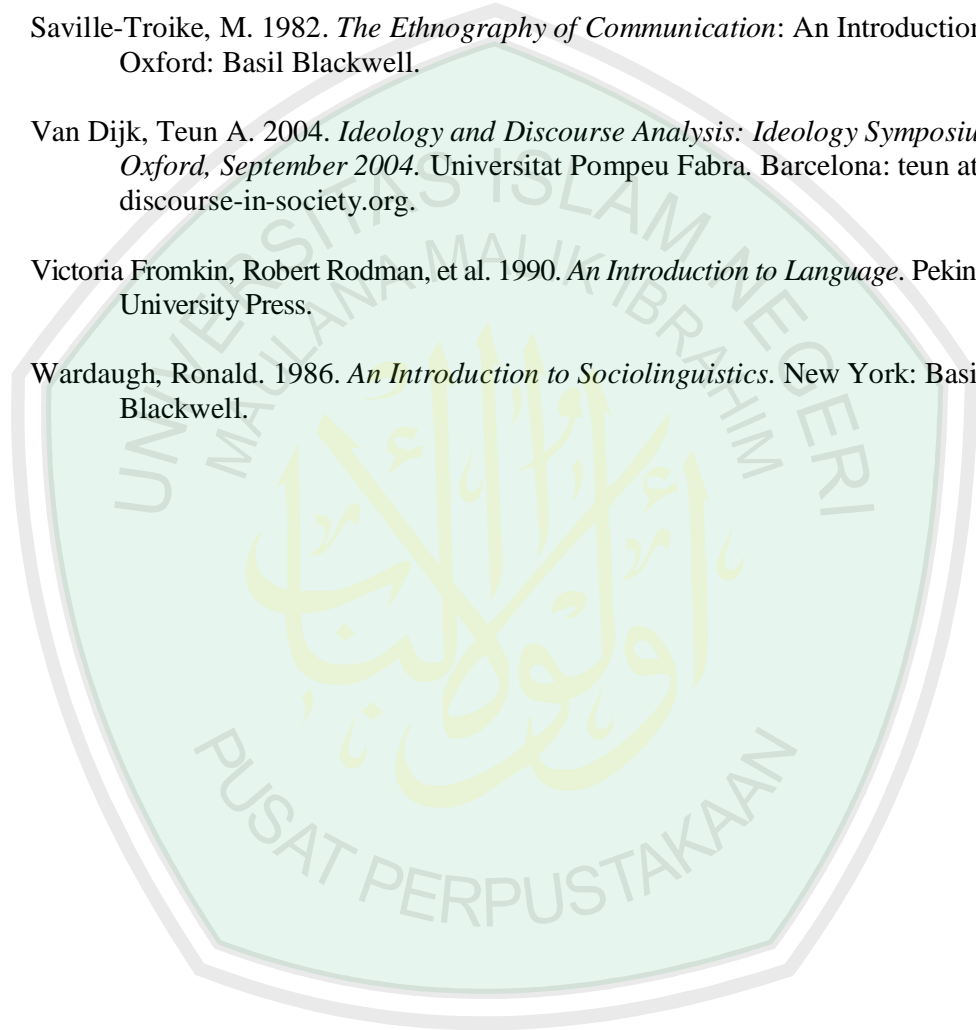 Saville-Troike, M. 1982. The Ethnography of Communication: An Introduction
Oxford: Basil Blackwell.
Van Dijk, Teun A. 2004. Ideology and Discourse Analysis: Ideology Symposiu
Oxford, September 2004. Universitat Pompeu Fabra. Barcelona: teun at
discourse-in-society.org.
Victoria Fromkin, Robert Rodman, et al. 1990. An Introduction to Language. Pekin
University Press.
Wardaugh, Ronald. 1986. An Introduction to Sociolinguistics. New York: Basi
Blackwell.
UNIVERSITAS ISLAM NEGERI
MAULANA MALIK IBRAHIM
PUSAT PERPUSTAKAAN